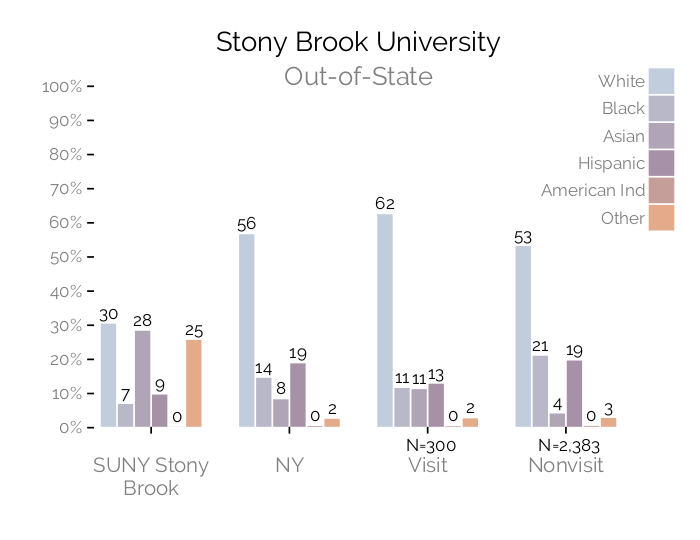 Stony Brook University
Out-of-State
White
Black
Asian
Hispanic
American Ind
Other
100%
90%
80%
70%
60%
50%
40%
30%
20%
10%
0%
30
7
28
9
0
25
56
14
8
19
0
2
62
11
11
13
0
2
53
21
4
19
0
3
N=300
N=2,383
SUNY Stony
Brook
NY
Visit
Nonvisit